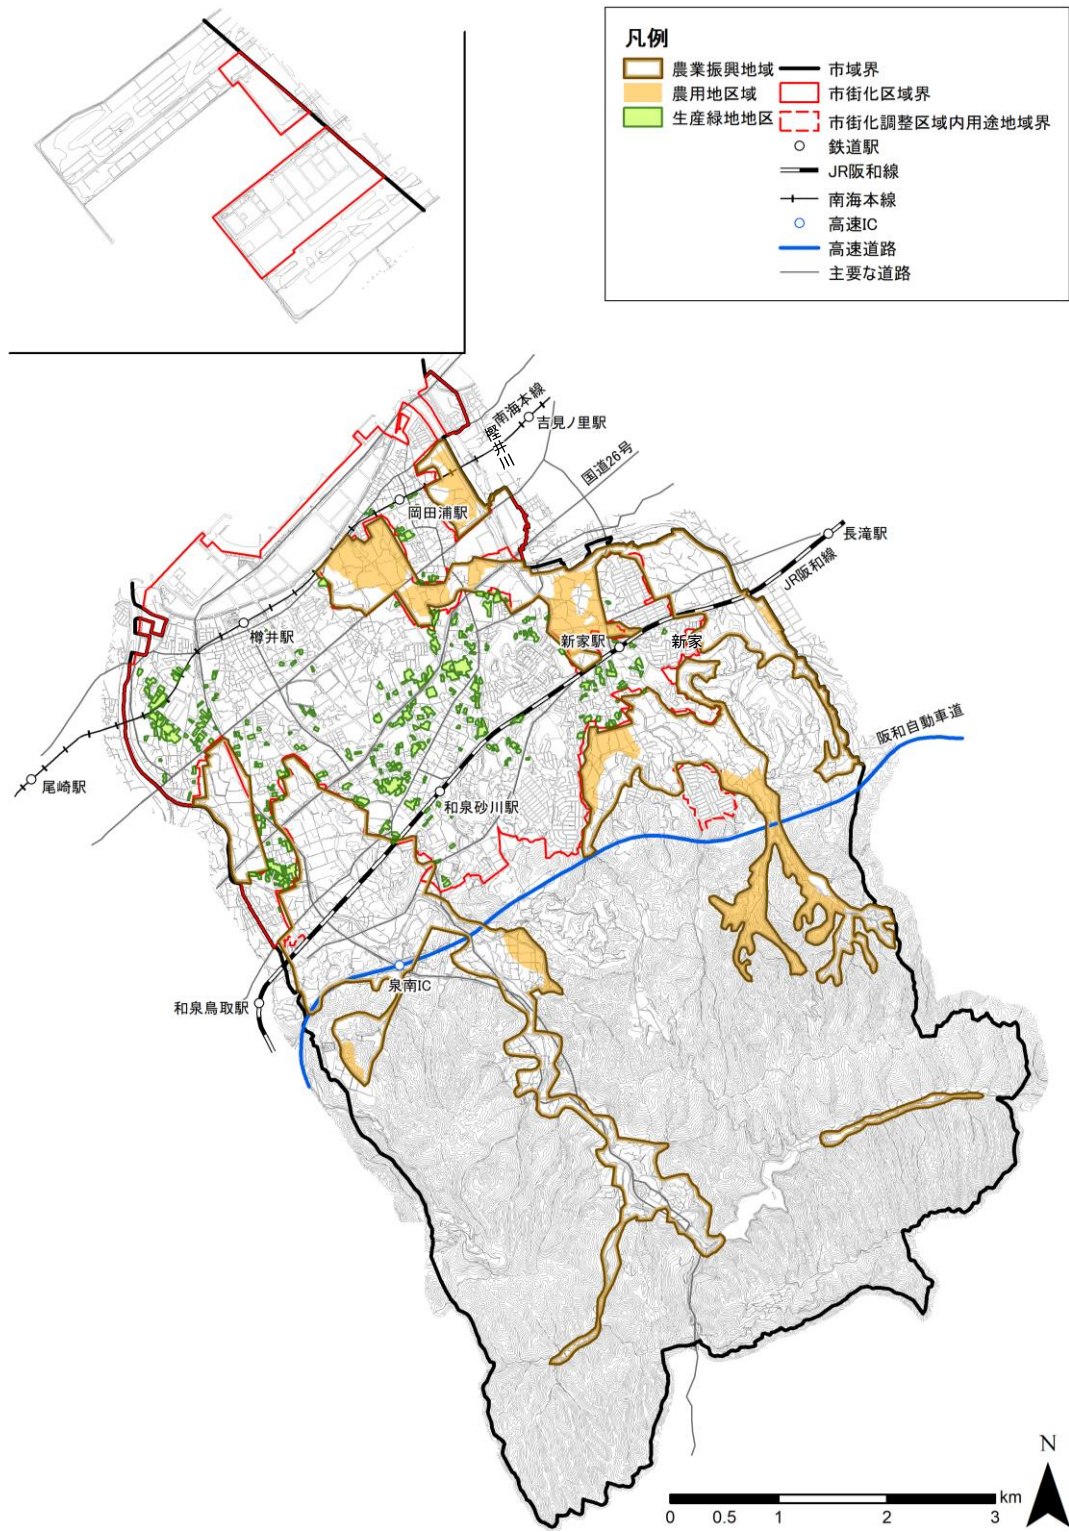 凡例
農業振興地域
農用地区域
生産緑地地区
市域界
市街化区域界
市街化調整区域内用途地域界
鉄道駅
JR阪和線
南海本線
高速IC
高速道路
主要な道路
南海本線
吉見ノ里駅
樫井川
国道26号
岡田浦駅
長滝駅
JR阪和線
樽井駅
新家駅
新家
阪和自動車道
尾崎駅
和泉砂川駅
泉南IC
和泉鳥取駅
N
km
0 0.5 1 2 3